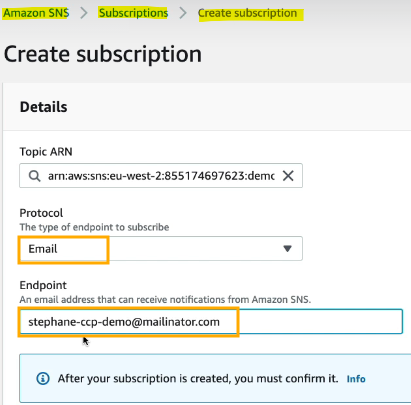 Amazon SNS > Subscriptions > Create subscription
Create subscription
Details
Topic ARN
arn:aws:sns:eu-west-2:855174697623:demc
Protocol
The type of endpoint to subscribe
Email
Endpoint
An email address that can receive notifications from Amazon SNS.
stephane-ccp-demo@mailinator.com
After your subscription is created, you must confirm it. Info